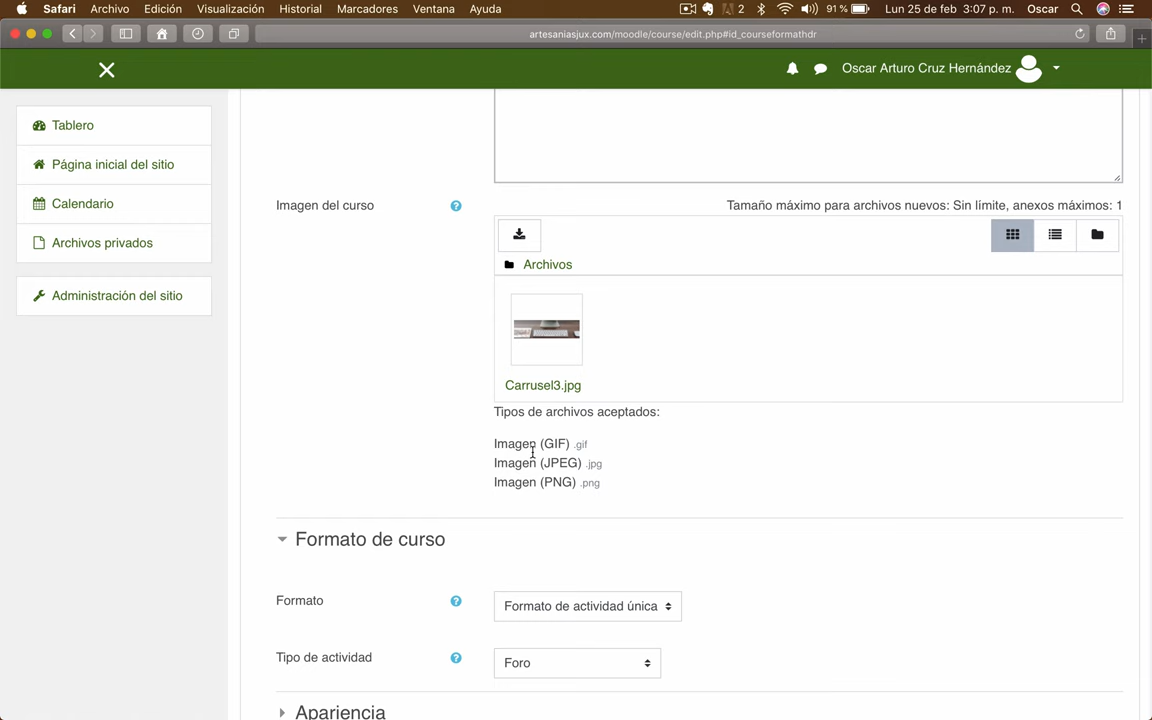 Safari Archivo Edición Visualización Historial Marcadores Ventana Ayuda 2 91 % Lun 25 de feb 3:07 p. m. Oscar
artesaniasjux.com/moodle/course/edit.php#id_courseformathdr
Oscar Arturo Cruz Hernández
Tablero
Página inicial del sitio
Calendario
Archivos privados
Administración del sitio
Imagen del curso ? Tamaño máximo para archivos nuevos: Sin límite, anexos máximos: 1
Archivos
Carrusel3.jpg
Tipos de archivos aceptados:
Imagen (GIF) .gif
Imagen (JPEG) .jpg
Imagen (PNG) .png
Formato de curso
Formato ? Formato de actividad única
Tipo de actividad ? Foro
Apariencia